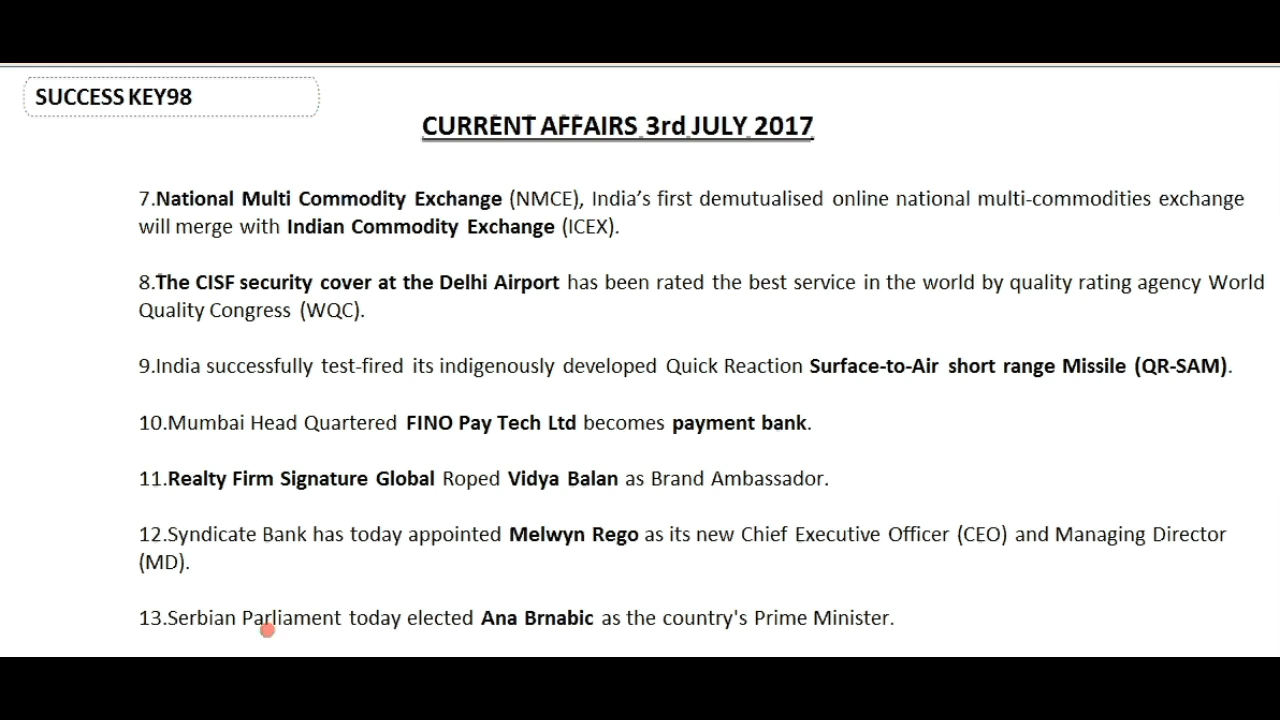 SUCCESS KEY98
CURRENT AFFAIRS 3rd JULY 2017
7.National Multi Commodity Exchange (NMCE), India’s first demutualised online national multi-commodities exchange
will merge with Indian Commodity Exchange (ICEX).
8.The CISF security cover at the Delhi Airport has been rated the best service in the world by quality rating agency World
Quality Congress (WQC).
9.India successfully test-fired its indigenously developed Quick Reaction Surface-to-Air short range Missile (QR-SAM).
10.Mumbai Head Quartered FINO Pay Tech Ltd becomes payment bank.
11.Realty Firm Signature Global Roped Vidya Balan as Brand Ambassador.
12.Syndicate Bank has today appointed Melwyn Rego as its new Chief Executive Officer (CEO) and Managing Director
(MD).
13.Serbian Parliament today elected Ana Brnabic as the country's Prime Minister.